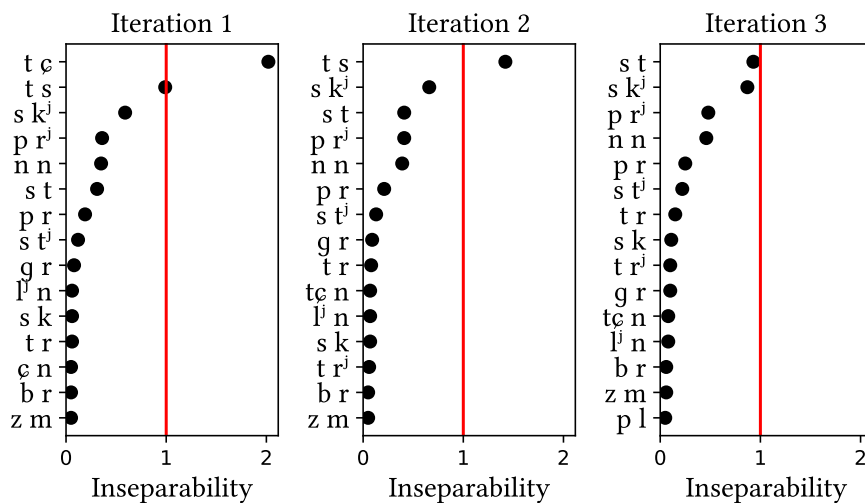 Iteration 1
t ɕ
t s
s kʲ
p rʲ
n n
s t
p r
s tʲ
g r
lʲ n
s k
t r
ɕ n
b r
z m
0 1 2
Inseparability
Iteration 2
t s
s kʲ
s t
p rʲ
n n
p r
s tʲ
g r
t r
tɕ n
lʲ n
s k
t rʲ
b r
z m
0 1 2
Inseparability
Iteration 3
s t
s kʲ
p rʲ
n n
p r
s tʲ
t r
s k
t rʲ
g r
tɕ n
lʲ n
b r
z m
p l
0 1 2
Inseparability